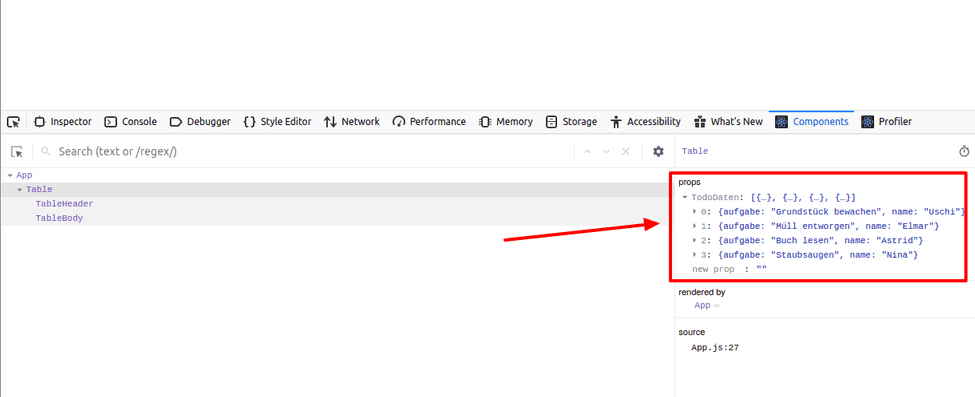 Inspector Console Debugger {} Style Editor Network Performance Memory Storage Accessibility What's New Components Profiler
Search (text or /regex/)
Table
App
Table
TableHeader
TableBody
props
TodoDaten: [{…}, {…}, {…}, {…}]
0: {aufgabe: "Grundstück bewachen", name: "Uschi"}
1: {aufgabe: "Müll entworgen", name: "Elmar"}
2: {aufgabe: "Buch lesen", name: "Astrid"}
3: {aufgabe: "Staubsaugen", name: "Nina"}
new prop : ""
rendered by
App
source
App.js:27